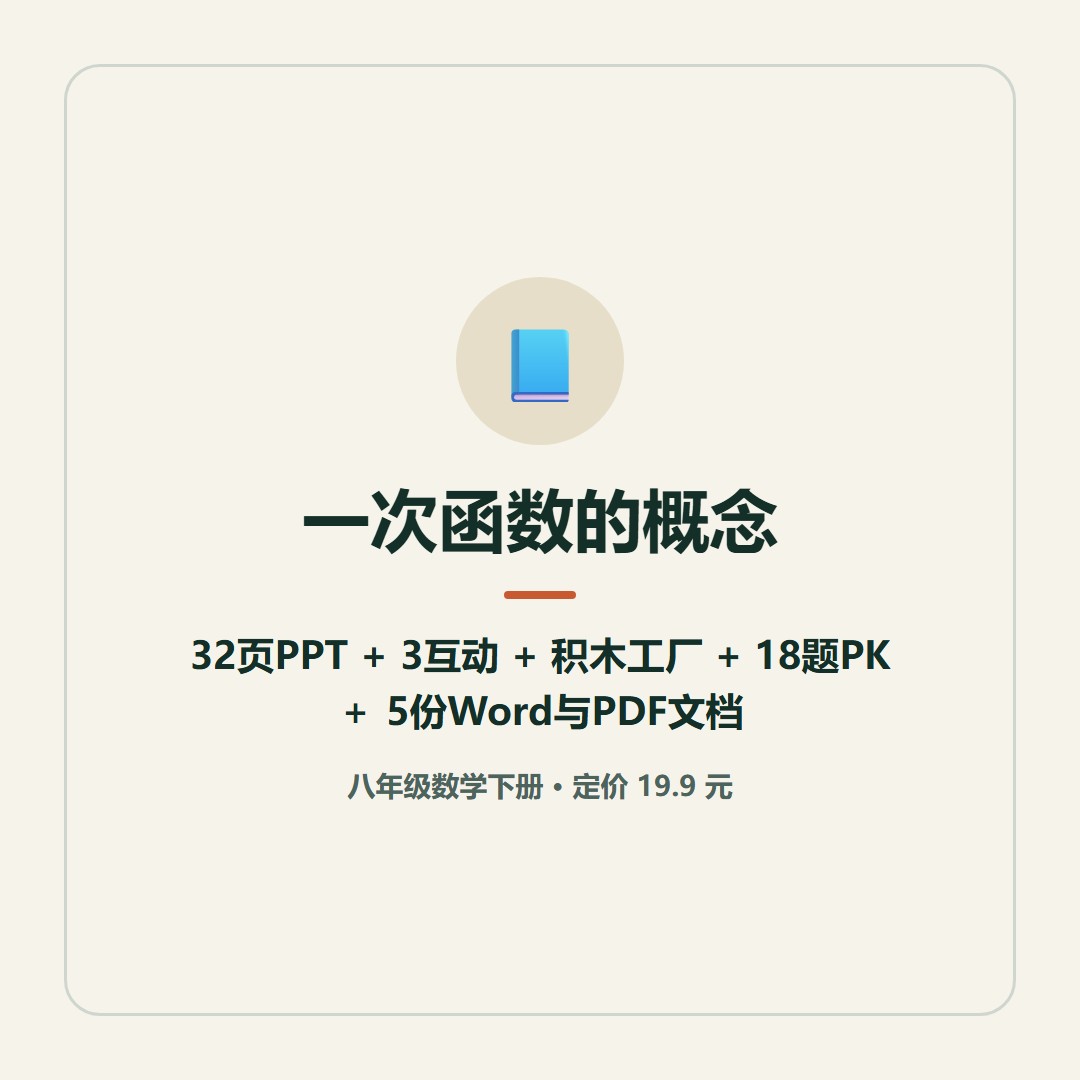 一次函数的概念
32页PPT + 3互动 + 积木工厂 + 18题PK
+ 5份Word与PDF文档
八年级数学下册 • 定价 19.9 元